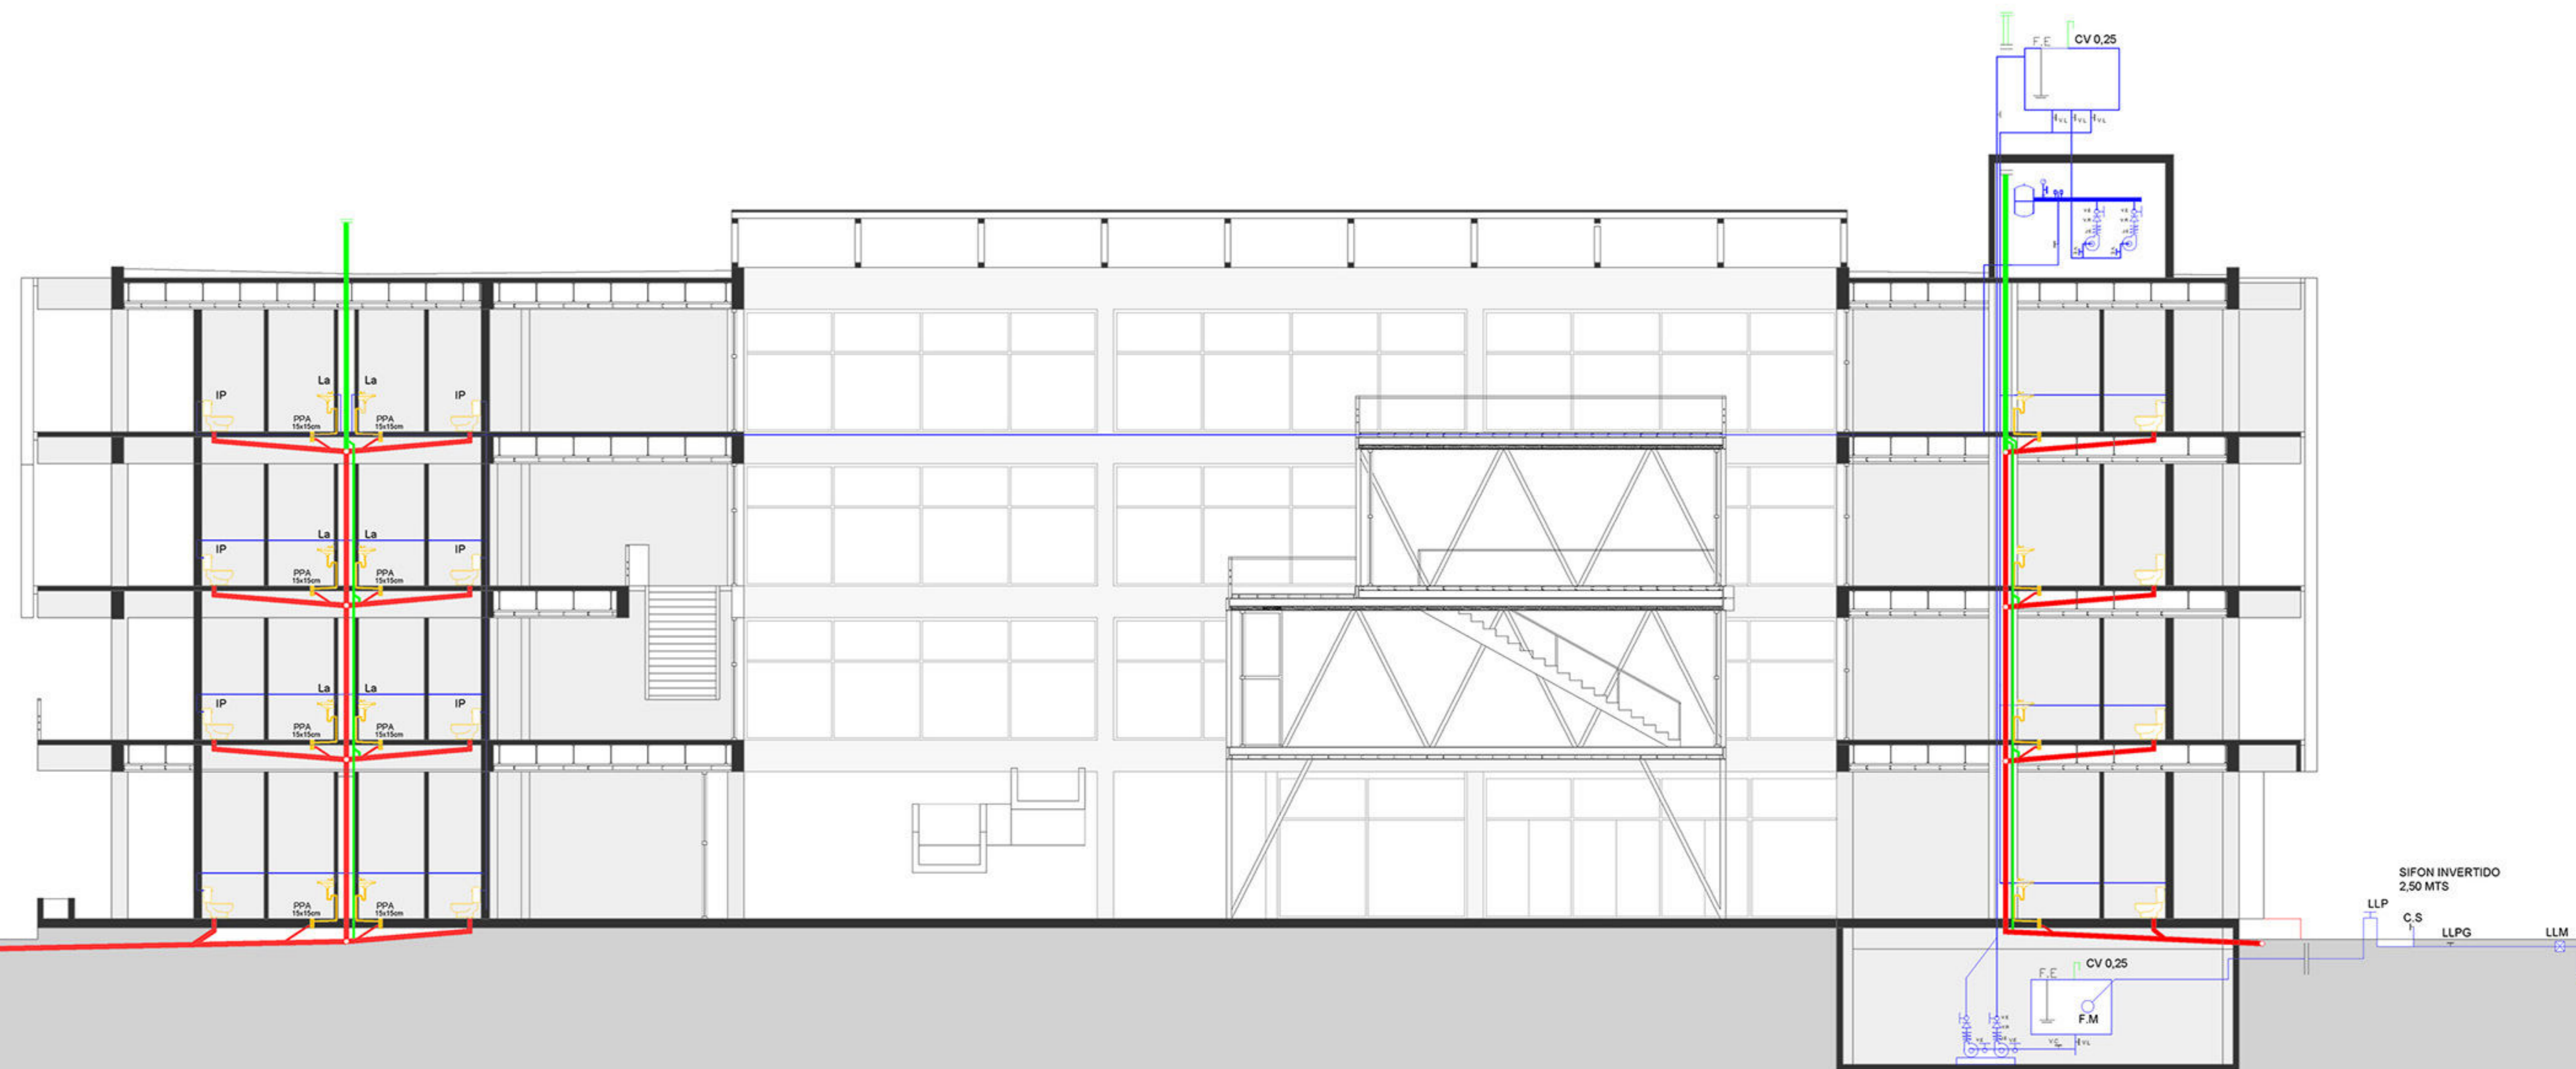 F.E
CV 0,25
V.L
V.L
V.L
La
La
IP
IP
PPA
15x15cm
PPA
15x15cm
La
La
IP
IP
PPA
15x15cm
PPA
15x15cm
La
La
IP
IP
PPA
15x15cm
PPA
15x15cm
PPA
15x15cm
PPA
15x15cm
SIFON INVERTIDO
2,50 MTS
LLP
C.S
LLPG
LLM
F.E
CV 0,25
F.M
V.L